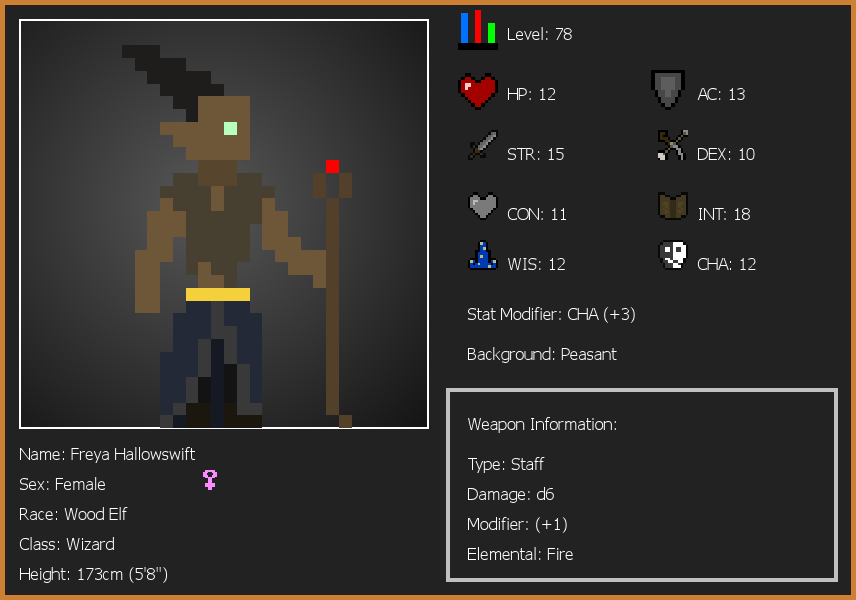 Level: 78
HP: 12
AC: 13
STR: 15
DEX: 10
CON: 11
INT: 18
WIS: 12
CHA: 12
Stat Modifier: CHA (+3)
Background: Peasant
Weapon Information:
Type: Staff
Damage: d6
Modifier: (+1)
Elemental: Fire
Name: Freya Hallowswift
Sex: Female
Race: Wood Elf
Class: Wizard
Height: 173cm (5'8")